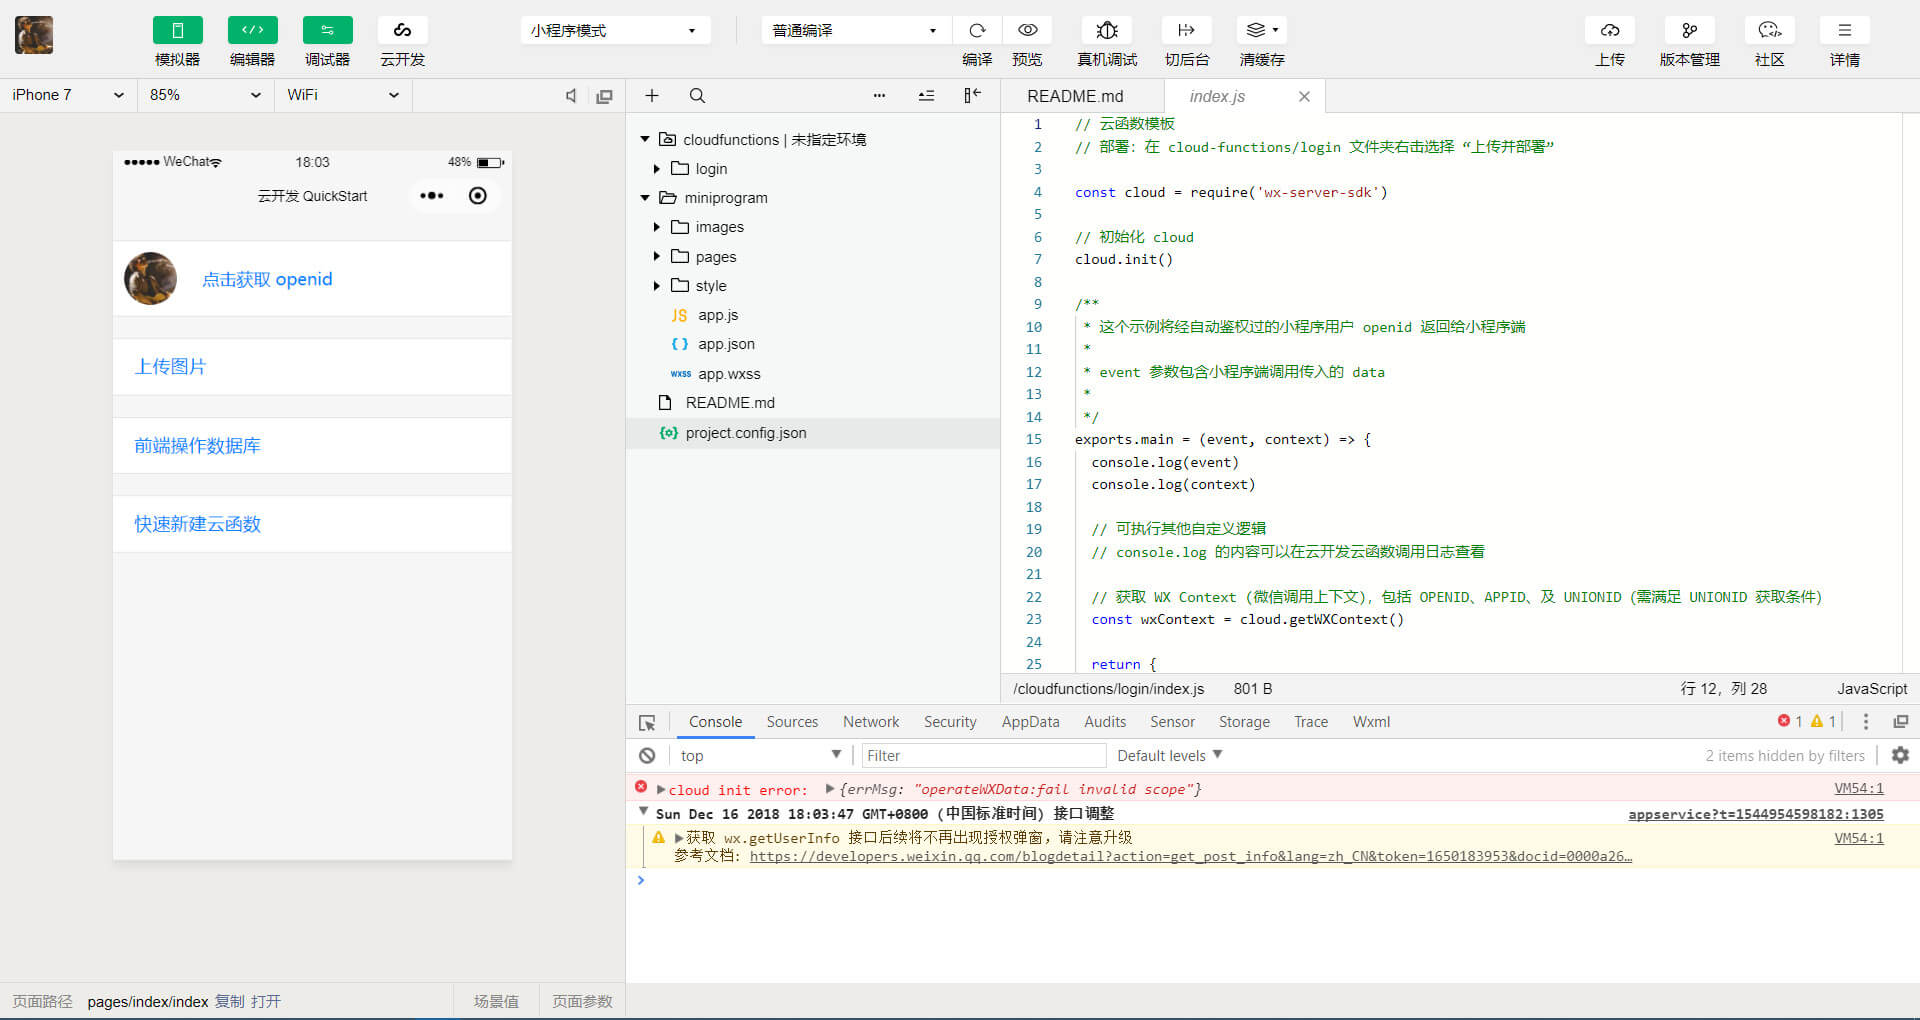 模拟器 编辑器 调试器 云开发
小程序模式
普通编译
编译 预览 真机调试 切后台 清缓存
上传 版本管理 社区 详情
iPhone 7 85% WiFi
WeChat 18:03 48%
云开发 QuickStart
点击获取 openid
上传图片
前端操作数据库
快速新建云函数
页面路径 pages/index/index 复制 打开 场景值 页面参数
cloudfunctions | 未指定环境
login
miniprogram
images
pages
style
JS app.js
{ } app.json
wxss app.wxss
README.md
{o} project.config.json
README.md index.js
1 // 云函数模板
2 // 部署：在 cloud-functions/login 文件夹右击选择 “上传并部署”
3
4 const cloud = require('wx-server-sdk')
5
6 // 初始化 cloud
7 cloud.init()
8
9 /**
10 * 这个示例将经自动鉴权过的小程序用户 openid 返回给小程序端
11 *
12 * event 参数包含小程序端调用传入的 data
13 *
14 */
15 exports.main = (event, context) => {
16 console.log(event)
17 console.log(context)
18
19 // 可执行其他自定义逻辑
20 // console.log 的内容可以在云开发云函数调用日志查看
21
22 // 获取 WX Context (微信调用上下文)，包括 OPENID、APPID、及 UNIONID（需满足 UNIONID 获取条件）
23 const wxContext = cloud.getWXContext()
24
25 return {
/cloudfunctions/login/index.js 801 B 行 12，列 28 JavaScript
Console Sources Network Security AppData Audits Sensor Storage Trace Wxml 1 1
top Filter Default levels 2 items hidden by filters
cloud init error: {errMsg: "operateWXData:fail invalid scope"} VM54:1
Sun Dec 16 2018 18:03:47 GMT+0800 (中国标准时间) 接口调整 appservice?t=1544954598182:1305
获取 wx.getUserInfo 接口后续将不再出现授权弹窗，请注意升级 VM54:1
参考文档: https://developers.weixin.qq.com/blogdetail?action=get_post_info&lang=zh_CN&token=1650183953&docid=0000a26…